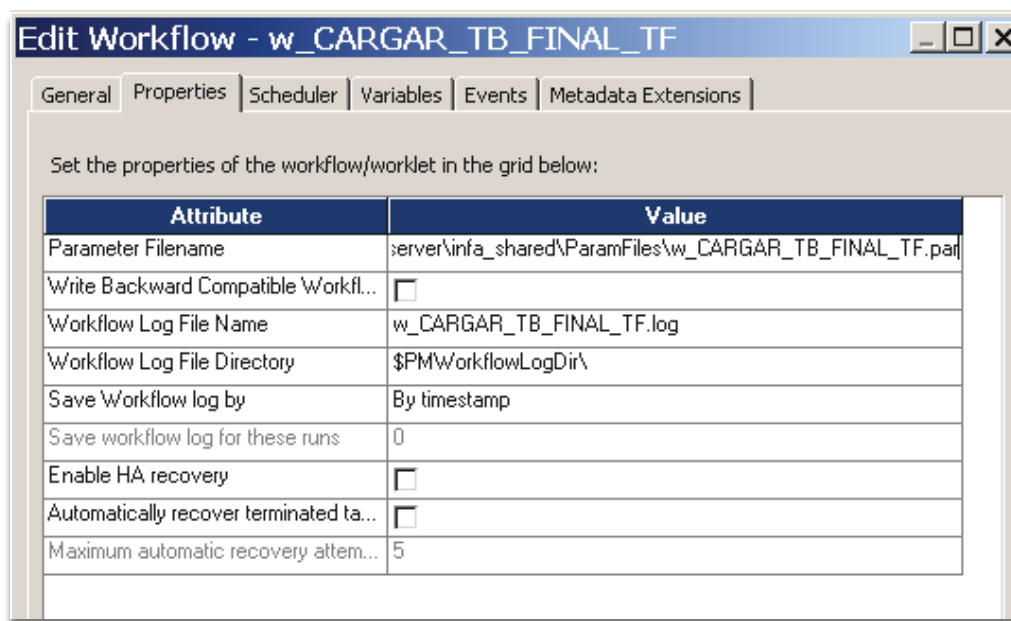 Edit Workflow - w_CARGAR_TB_FINAL_TF
General Properties Scheduler Variables Events Metadata Extensions
Set the properties of the workflow/worklet in the grid below:
Attribute Value
Parameter Filename server\infa_shared\ParamFiles\w_CARGAR_TB_FINAL_TF.par
Write Backward Compatible Workfl...
Workflow Log File Name w_CARGAR_TB_FINAL_TF.log
Workflow Log File Directory $PMWorkflowLogDir\
Save Workflow log by By timestamp
Save workflow log for these runs 0
Enable HA recovery
Automatically recover terminated ta...
Maximum automatic recovery attem... 5